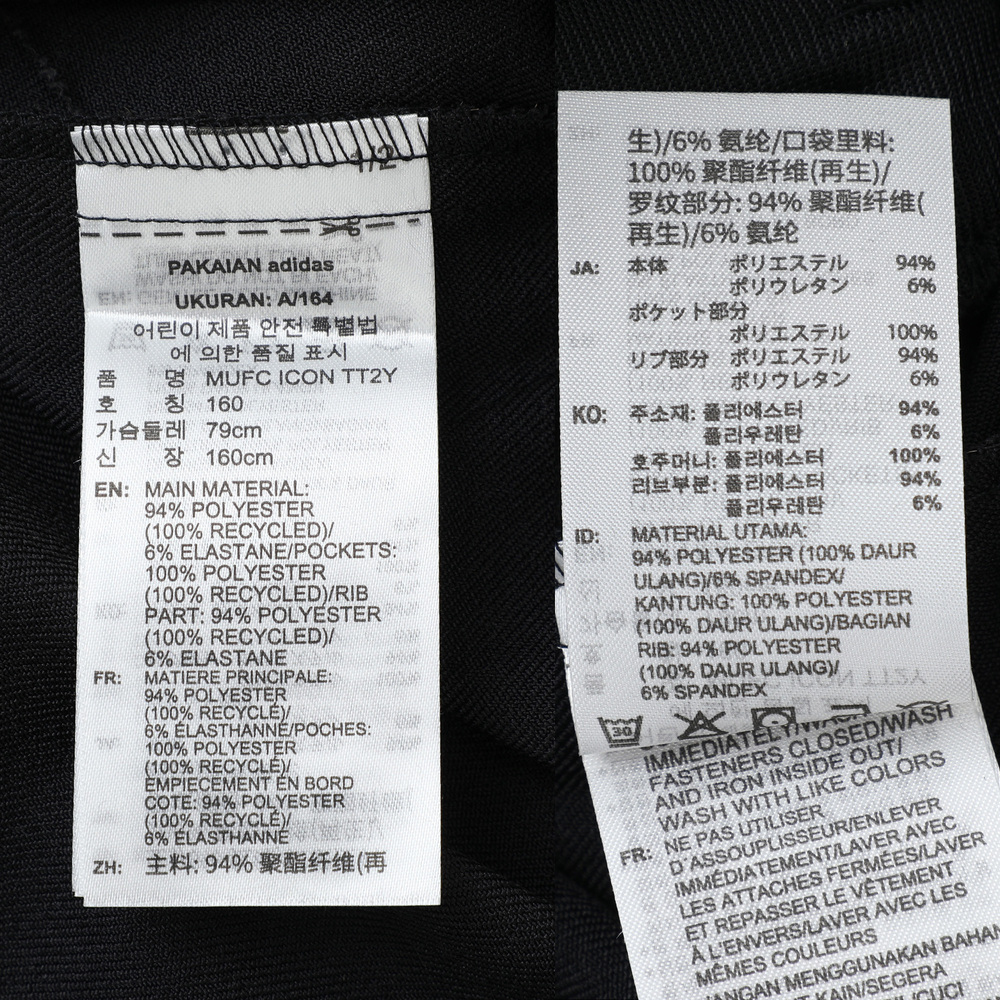 1/2
PAKAIAN adidas
UKURAN: A/164
어린이 제품 안전 특별법
에 의한 품질 표시
품 명 MUFC ICON TT2Y
호 칭 160
가슴둘레 79cm
신 장 160cm
EN: MAIN MATERIAL:
94% POLYESTER
(100% RECYCLED)/
6% ELASTANE/POCKETS:
100% POLYESTER
(100% RECYCLED)/RIB
PART: 94% POLYESTER
(100% RECYCLED)/
6% ELASTANE
FR: MATIERE PRINCIPALE:
94% POLYESTER
(100% RECYCLÉ)/
6% ÉLASTHANNE/POCHES:
100% POLYESTER
(100% RECYCLÉ)/
EMPIECEMENT EN BORD
COTE: 94% POLYESTER
(100% RECYCLÉ)/
6% ÉLASTHANNE
ZH: 主料: 94% 聚酯纤维(再
生)/6% 氨纶/口袋里料:
100% 聚酯纤维(再生)/
罗纹部分: 94% 聚酯纤维(
再生)/6% 氨纶
JA: 本体 ポリエステル 94%
ポリウレタン 6%
ポケット部分
ポリエステル 100%
リブ部分 ポリエステル 94%
ポリウレタン 6%
KO: 주소재: 폴리에스터 94%
폴리우레탄 6%
호주머니: 폴리에스터 100%
리브부분: 폴리에스터 94%
폴리우레탄 6%
ID: MATERIAL UTAMA:
94% POLYESTER (100% DAUR
ULANG)/6% SPANDEX/
KANTUNG: 100% POLYESTER
(100% DAUR ULANG)/BAGIAN
RIB: 94% POLYESTER
(100% DAUR ULANG)/
6% SPANDEX
30
IMMEDIATELY/WASH
FASTENERS CLOSED/WASH
AND IRON INSIDE OUT/
WASH WITH LIKE COLORS
FR: NE PAS UTILISER
D'ASSOUPLISSEUR/ENLEVER
IMMÉDIATEMENT/LAVER AVEC
LES ATTACHES FERMÉES/LAVER
ET REPASSER LE VÊTEMENT
À L'ENVERS/LAVER AVEC LES
MÊMES COULEURS
JANGAN MENGGUNAKAN BAHAN
KAIN/SEGERA